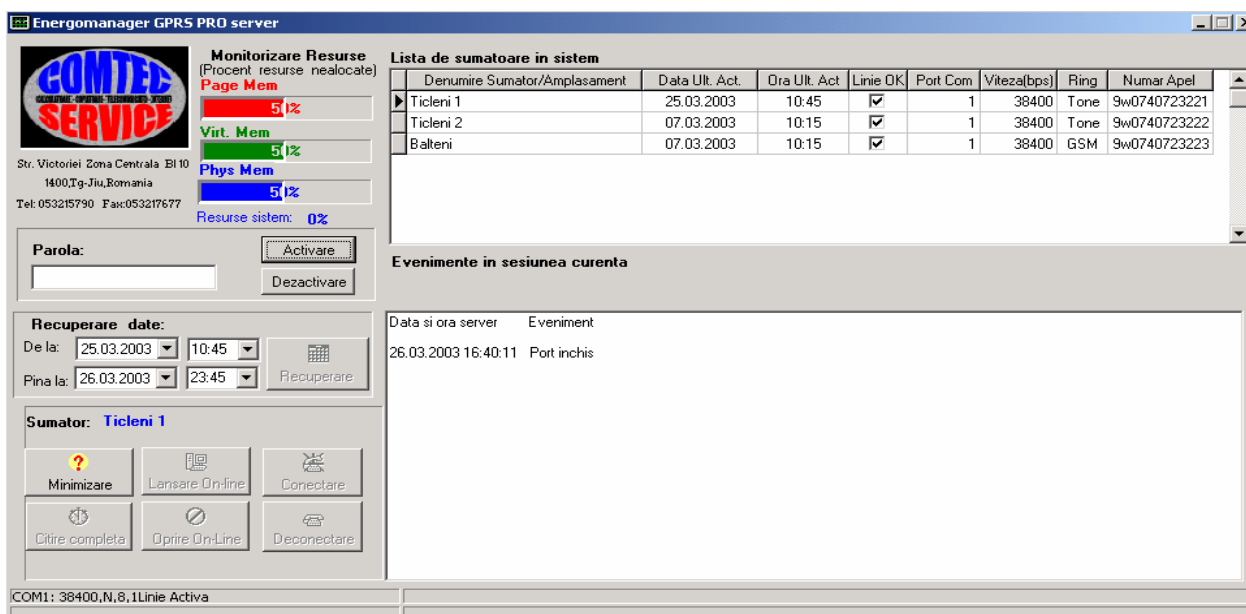 Energomanager GPRS PRO server
COMTEC
SERVICE
Str. Victoriei Zona Centrala Bl 10
1400,Tg-Jiu,Romania
Tel: 053215790 Fax:053217677
Monitorizare Resurse
(Procent resurse nealocate)
Page Mem
50%
Virt. Mem
50%
Phys Mem
50%
Resurse sistem: 0%
Lista de sumatoare in sistem
Denumire Sumator/Amplasament Data Ult. Act. Ora Ult. Act Linie OK Port Com Viteza(bps) Ring Numar Apel
Ticleni 1 25.03.2003 10:45 1 38400 Tone 9w0740723221
Ticleni 2 07.03.2003 10:15 1 38400 Tone 9w0740723222
Balteni 07.03.2003 10:15 1 38400 GSM 9w0740723223
Parola:
Activare
Dezactivare
Evenimente in sesiunea curenta
Data si ora server Eveniment
26.03.2003 16:40:11 Port inchis
Recuperare date:
De la: 25.03.2003 10:45
Pina la: 26.03.2003 23:45
Recuperare
Sumator: Ticleni 1
Minimizare Lansare On-line Conectare
Citire completa Oprire On-Line Deconectare
COM1: 38400,N,8,1Linie Activa